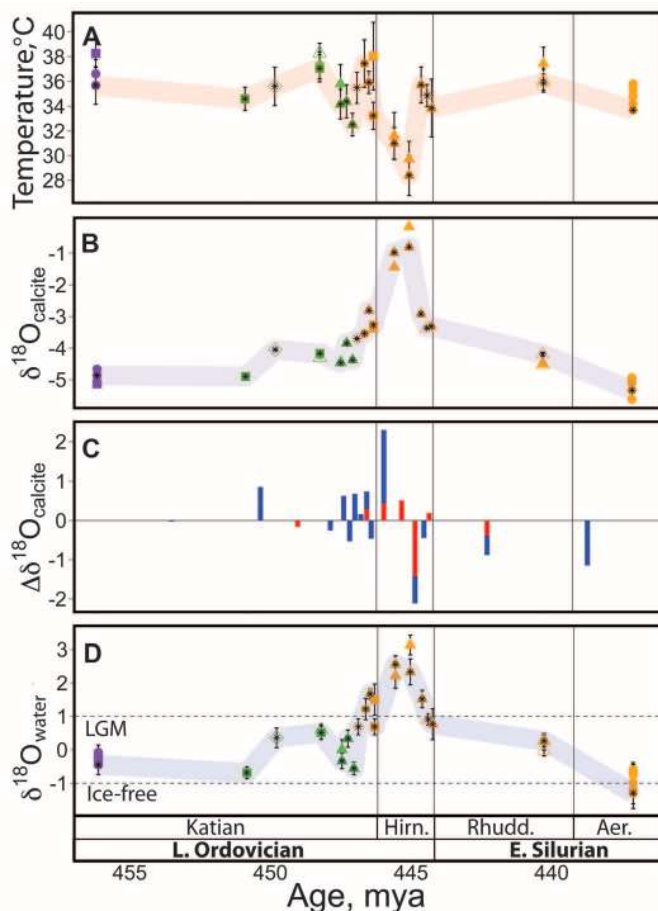 A
Temperature,°C
40
38
36
34
32
30
28
B
δ¹⁸Ocalcite
-1
-2
-3
-4
-5
C
Δδ¹⁸Ocalcite
2
1
0
-1
-2
D
δ¹⁸Owater
3
2
1
LGM
0
-1
Ice-free
Katian Hirn. Rhudd. Aer.
L. Ordovician E. Silurian
455 450 445 440
Age, mya